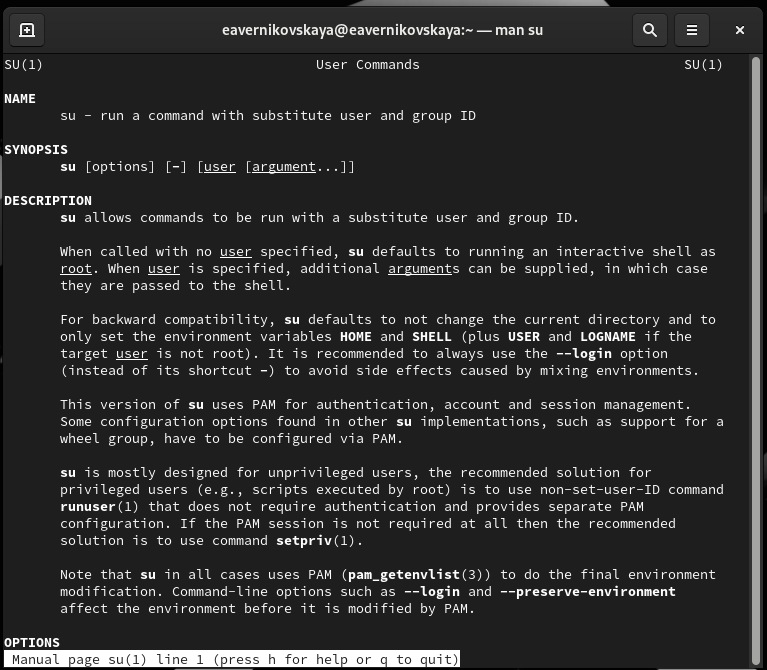 eavernikovskaya@eavernikovskaya:~ — man su
SU(1) User Commands SU(1)
NAME
su - run a command with substitute user and group ID
SYNOPSIS
su [options] [-] [user [argument...]]
DESCRIPTION
su allows commands to be run with a substitute user and group ID.
When called with no user specified, su defaults to running an interactive shell as
root. When user is specified, additional arguments can be supplied, in which case
they are passed to the shell.
For backward compatibility, su defaults to not change the current directory and to
only set the environment variables HOME and SHELL (plus USER and LOGNAME if the
target user is not root). It is recommended to always use the --login option
(instead of its shortcut -) to avoid side effects caused by mixing environments.
This version of su uses PAM for authentication, account and session management.
Some configuration options found in other su implementations, such as support for a
wheel group, have to be configured via PAM.
su is mostly designed for unprivileged users, the recommended solution for
privileged users (e.g., scripts executed by root) is to use non-set-user-ID command
runuser(1) that does not require authentication and provides separate PAM
configuration. If the PAM session is not required at all then the recommended
solution is to use command setpriv(1).
Note that su in all cases uses PAM (pam_getenvlist(3)) to do the final environment
modification. Command-line options such as --login and --preserve-environment
affect the environment before it is modified by PAM.
OPTIONS
Manual page su(1) line 1 (press h for help or q to quit)